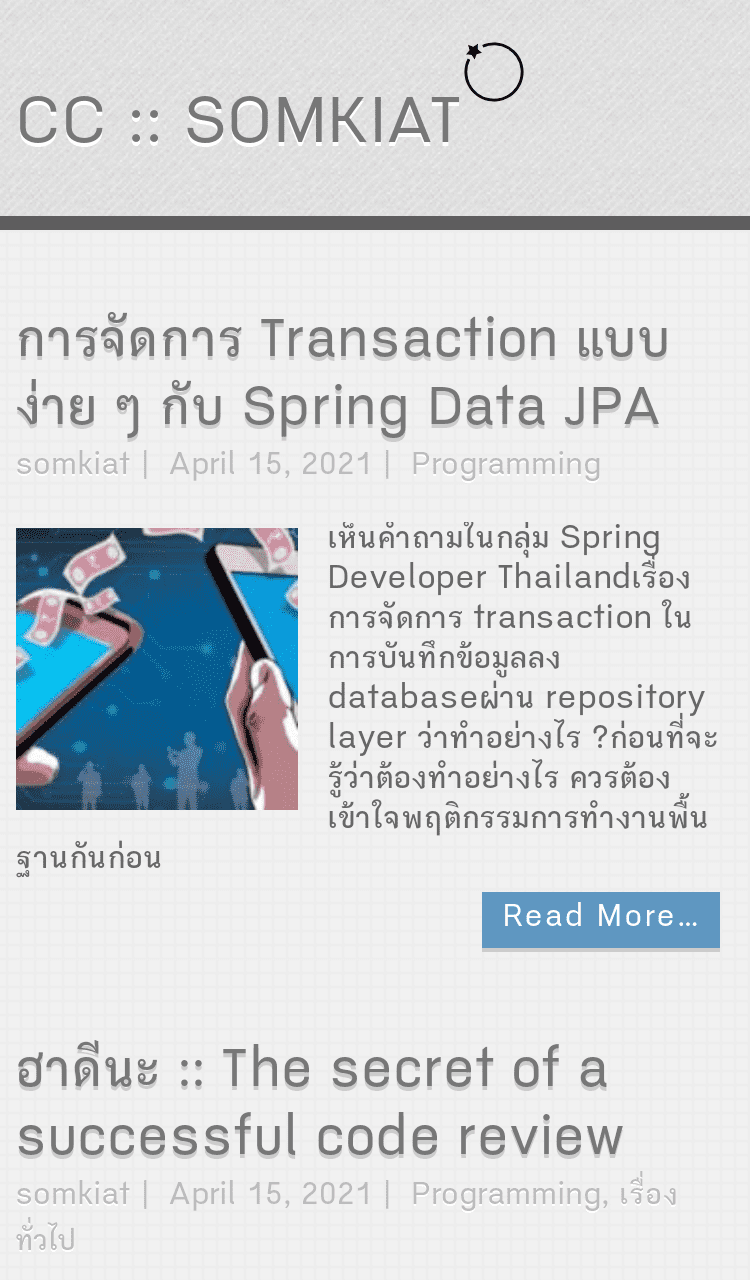 CC :: SOMKIAT
การจัดการ Transaction แบบ
ง่าย ๆ กับ Spring Data JPA
somkiat | April 15, 2021 | Programming
เห็นคำถามในกลุ่ม Spring
Developer Thailandเรื่อง
การจัดการ transaction ใน
การบันทึกข้อมูลลง
databaseผ่าน repository
layer ว่าทำอย่างไร ?ก่อนที่จะ
รู้ว่าต้องทำอย่างไร ควรต้อง
เข้าใจพฤติกรรมการทำงานพื้น
ฐานกันก่อน
Read More…
ฮาดีนะ :: The secret of a
successful code review
somkiat | April 15, 2021 | Programming, เรื่อง
ทั่วไป